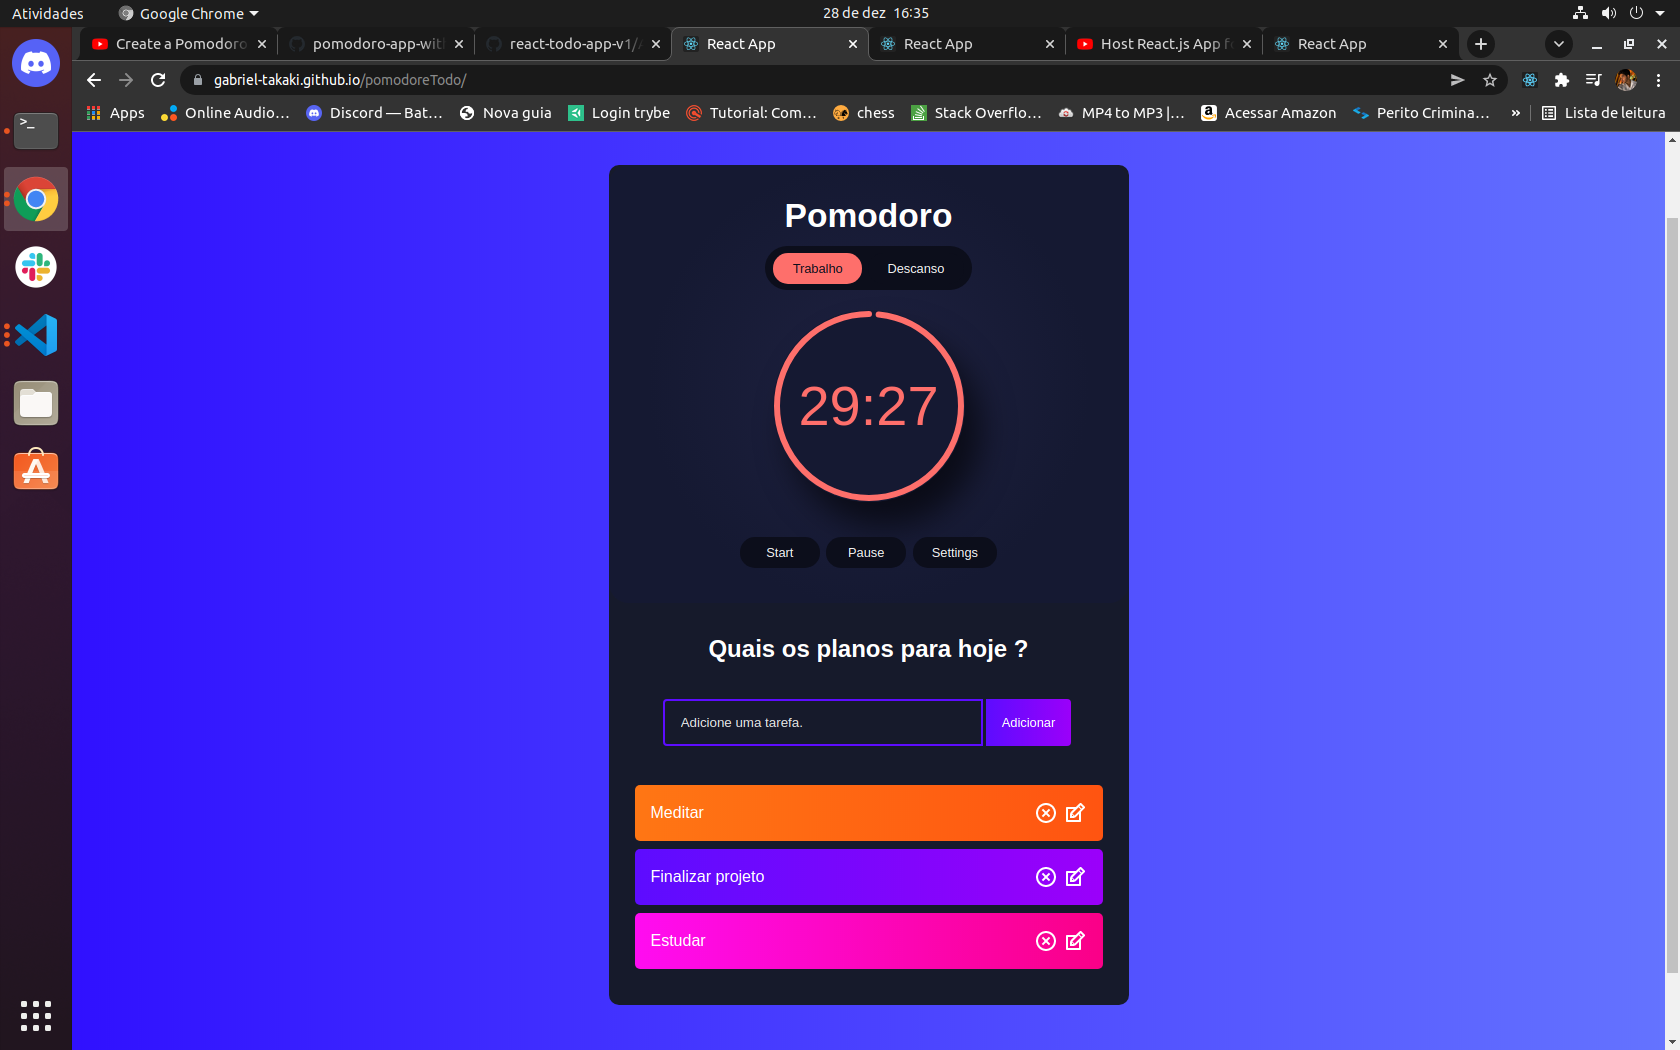 Atividades
Google Chrome
28 de dez 16:35
Create a Pomodoro
pomodoro-app-wit
react-todo-app-v1/
React App
React App
Host React.js App f
React App
gabriel-takaki.github.io/pomodoreTodo/
Apps
Online Audio...
Discord — Bat...
Nova guia
Login trybe
Tutorial: Com...
chess
Stack Overflo...
MP4 to MP3 |...
Acessar Amazon
Perito Crimina...
»
Lista de leitura
Pomodoro
Trabalho
Descanso
29:27
Start
Pause
Settings
Quais os planos para hoje ?
Adicione uma tarefa.
Adicionar
Meditar
Finalizar projeto
Estudar